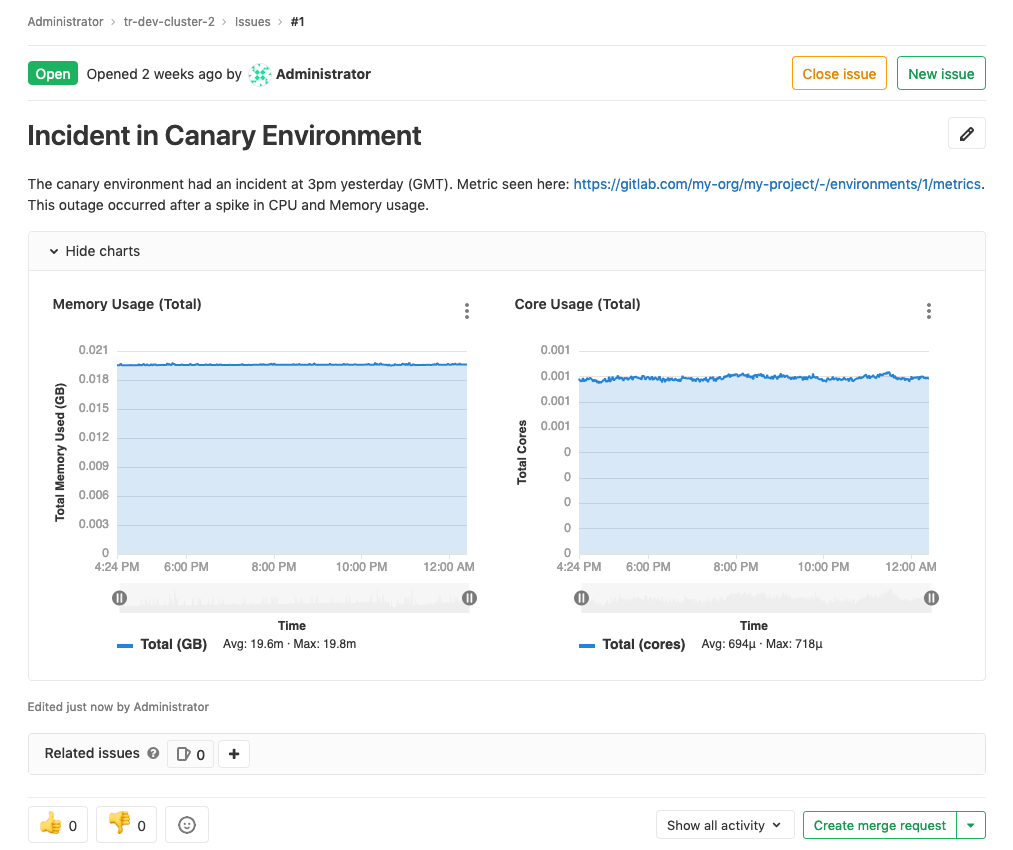 Administrator > tr-dev-cluster-2 > Issues > #1
Open Opened 2 weeks ago by Administrator Close issue New issue
Incident in Canary Environment
The canary environment had an incident at 3pm yesterday (GMT). Metric seen here: https://gitlab.com/my-org/my-project/-/environments/1/metrics.
This outage occurred after a spike in CPU and Memory usage.
Hide charts
Memory Usage (Total)
Total Memory Used (GB)
0.021
0.018
0.015
0.012
0.009
0.006
0.003
0
4:24 PM 6:00 PM 8:00 PM 10:00 PM 12:00 AM
Time
Total (GB) Avg: 19.6m · Max: 19.8m
Core Usage (Total)
Total Cores
0.001
0.001
0.001
0.001
0
0
0
0
0
4:24 PM 6:00 PM 8:00 PM 10:00 PM 12:00 AM
Time
Total (cores) Avg: 694µ · Max: 718µ
Edited just now by Administrator
Related issues ? 0 +
0 0 Show all activity Create merge request